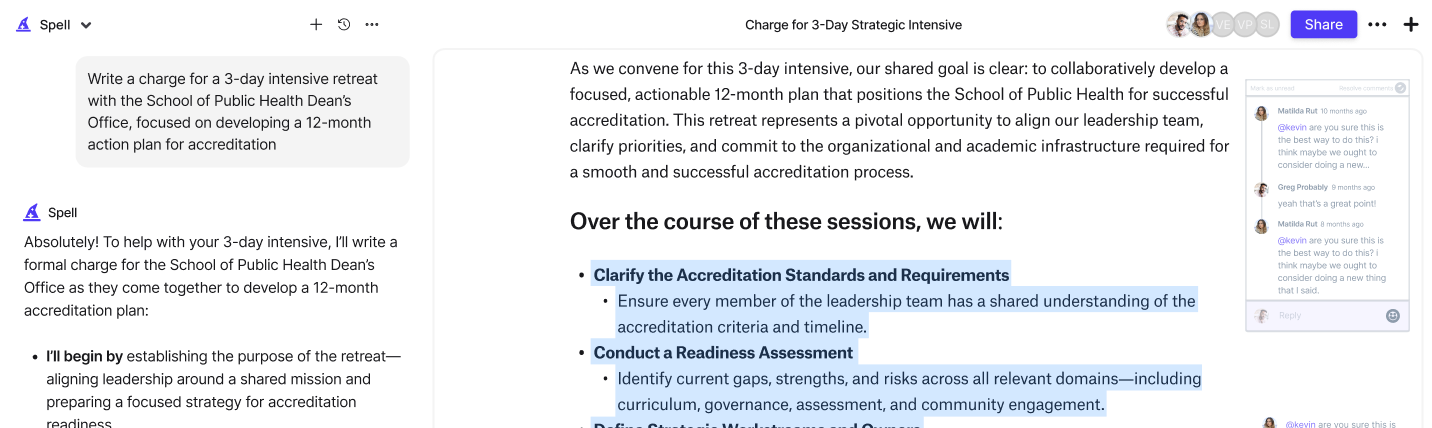 Spell
Charge for 3-Day Strategic Intensive
VE
VP
SL
Share
Write a charge for a 3-day intensive retreat
with the School of Public Health Dean’s
Office, focused on developing a 12-month
action plan for accreditation
Spell
Absolutely! To help with your 3-day intensive, I’ll write a
formal charge for the School of Public Health Dean’s
Office as they come together to develop a 12-month
accreditation plan:
• I’ll begin by establishing the purpose of the retreat—
aligning leadership around a shared mission and
preparing a focused strategy for accreditation
readiness
As we convene for this 3-day intensive, our shared goal is clear: to collaboratively develop a
focused, actionable 12-month plan that positions the School of Public Health for successful
accreditation. This retreat represents a pivotal opportunity to align our leadership team,
clarify priorities, and commit to the organizational and academic infrastructure required for
a smooth and successful accreditation process.
Over the course of these sessions, we will:
• Clarify the Accreditation Standards and Requirements
• Ensure every member of the leadership team has a shared understanding of the
accreditation criteria and timeline.
• Conduct a Readiness Assessment
• Identify current gaps, strengths, and risks across all relevant domains—including
curriculum, governance, assessment, and community engagement.
Define Strategic Workstreams and Owners
Mark as unread
Resolve comments
Matilda Rut 10 months ago
@kevin are you sure this is
the best way to do this? i
think maybe we ought to
consider doing a new...
Greg Probably 9 months ago
yeah that’s a great point!
Matilda Rut 8 months ago
@kevin are you sure this is
the best way to do this? i
think maybe we ought to
consider doing a new thing
that I said.
Reply
@kevin are you sure this is